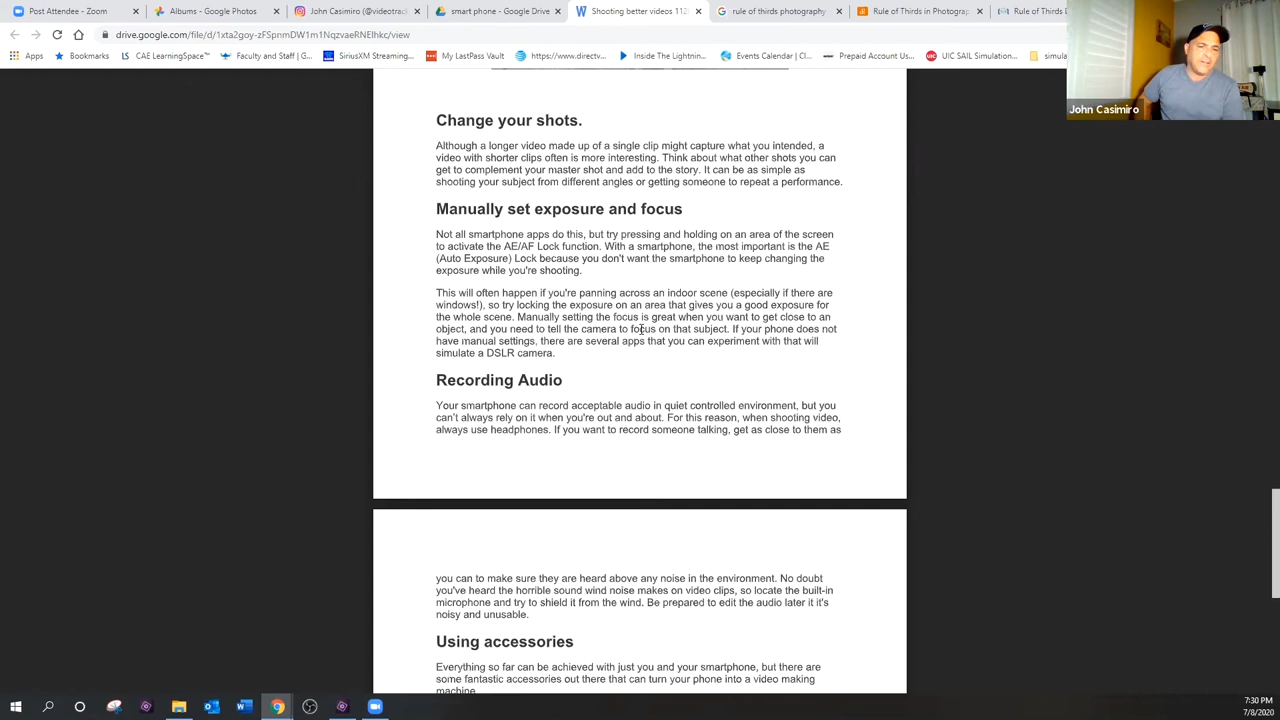 Post Attendee - Zoom
Albums - Google Photos
John Casimiro (@videotrac
smart phone - Google Drive
Shooting better videos 112
rule of thirds photography
Rule of Thirds in Photograp
Rule of Thirds
drive.google.com/file/d/1xta2goy-zFSpnmDW1m1NqzvaeRNElhkc/view
Apps
Bookmarks
CAE LearningSpace™
Faculty and Staff | G...
SiriusXM Streaming...
My LastPass Vault
https://www.directv...
Inside The Lightnin...
Events Calendar | Cl...
Prepaid Account Us...
UIC SAIL Simulation...
simula
John Casimiro
Change your shots.
Although a longer video made up of a single clip might capture what you intended, a
video with shorter clips often is more interesting. Think about what other shots you can
get to complement your master shot and add to the story. It can be as simple as
shooting your subject from different angles or getting someone to repeat a performance.
Manually set exposure and focus
Not all smartphone apps do this, but try pressing and holding on an area of the screen
to activate the AE/AF Lock function. With a smartphone, the most important is the AE
(Auto Exposure) Lock because you don't want the smartphone to keep changing the
exposure while you're shooting.
This will often happen if you're panning across an indoor scene (especially if there are
windows!), so try locking the exposure on an area that gives you a good exposure for
the whole scene. Manually setting the focus is great when you want to get close to an
object, and you need to tell the camera to focus on that subject. If your phone does not
have manual settings, there are several apps that you can experiment with that will
simulate a DSLR camera.
Recording Audio
Your smartphone can record acceptable audio in quiet controlled environment, but you
can't always rely on it when you're out and about. For this reason, when shooting video,
always use headphones. If you want to record someone talking, get as close to them as
you can to make sure they are heard above any noise in the environment. No doubt
you've heard the horrible sound wind noise makes on video clips, so locate the built-in
microphone and try to shield it from the wind. Be prepared to edit the audio later it it's
noisy and unusable.
Using accessories
Everything so far can be achieved with just you and your smartphone, but there are
some fantastic accessories out there that can turn your phone into a video making
machine
7:30 PM
7/8/2020